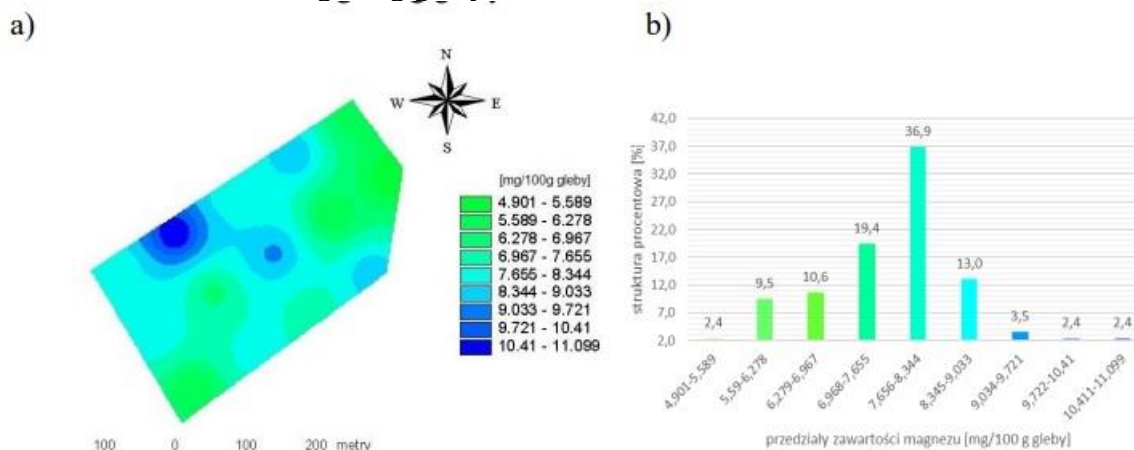 a)
N
W E
S
[mg/100g gleby]
4.901 - 5.589
5.589 - 6.278
6.278 - 6.967
6.967 - 7.655
7.655 - 8.344
8.344 - 9.033
9.033 - 9.721
9.721 - 10.41
10.41 - 11.099
100 0 100 200 metry
b)
struktura procentowa [%]
42,0
37,0
32,0
27,0
22,0
17,0
12,0
7,0
2,0
2,4
9,5
10,6
19,4
36,9
13,0
3,5
2,4
2,4
4,901-5,589
5,59-6,278
6,279-6,967
6,968-7,655
7,656-8,344
8,345-9,033
9,034-9,721
9,722-10,41
10,411-11,099
przedziały zawartości magnezu [mg/100 g gleby]